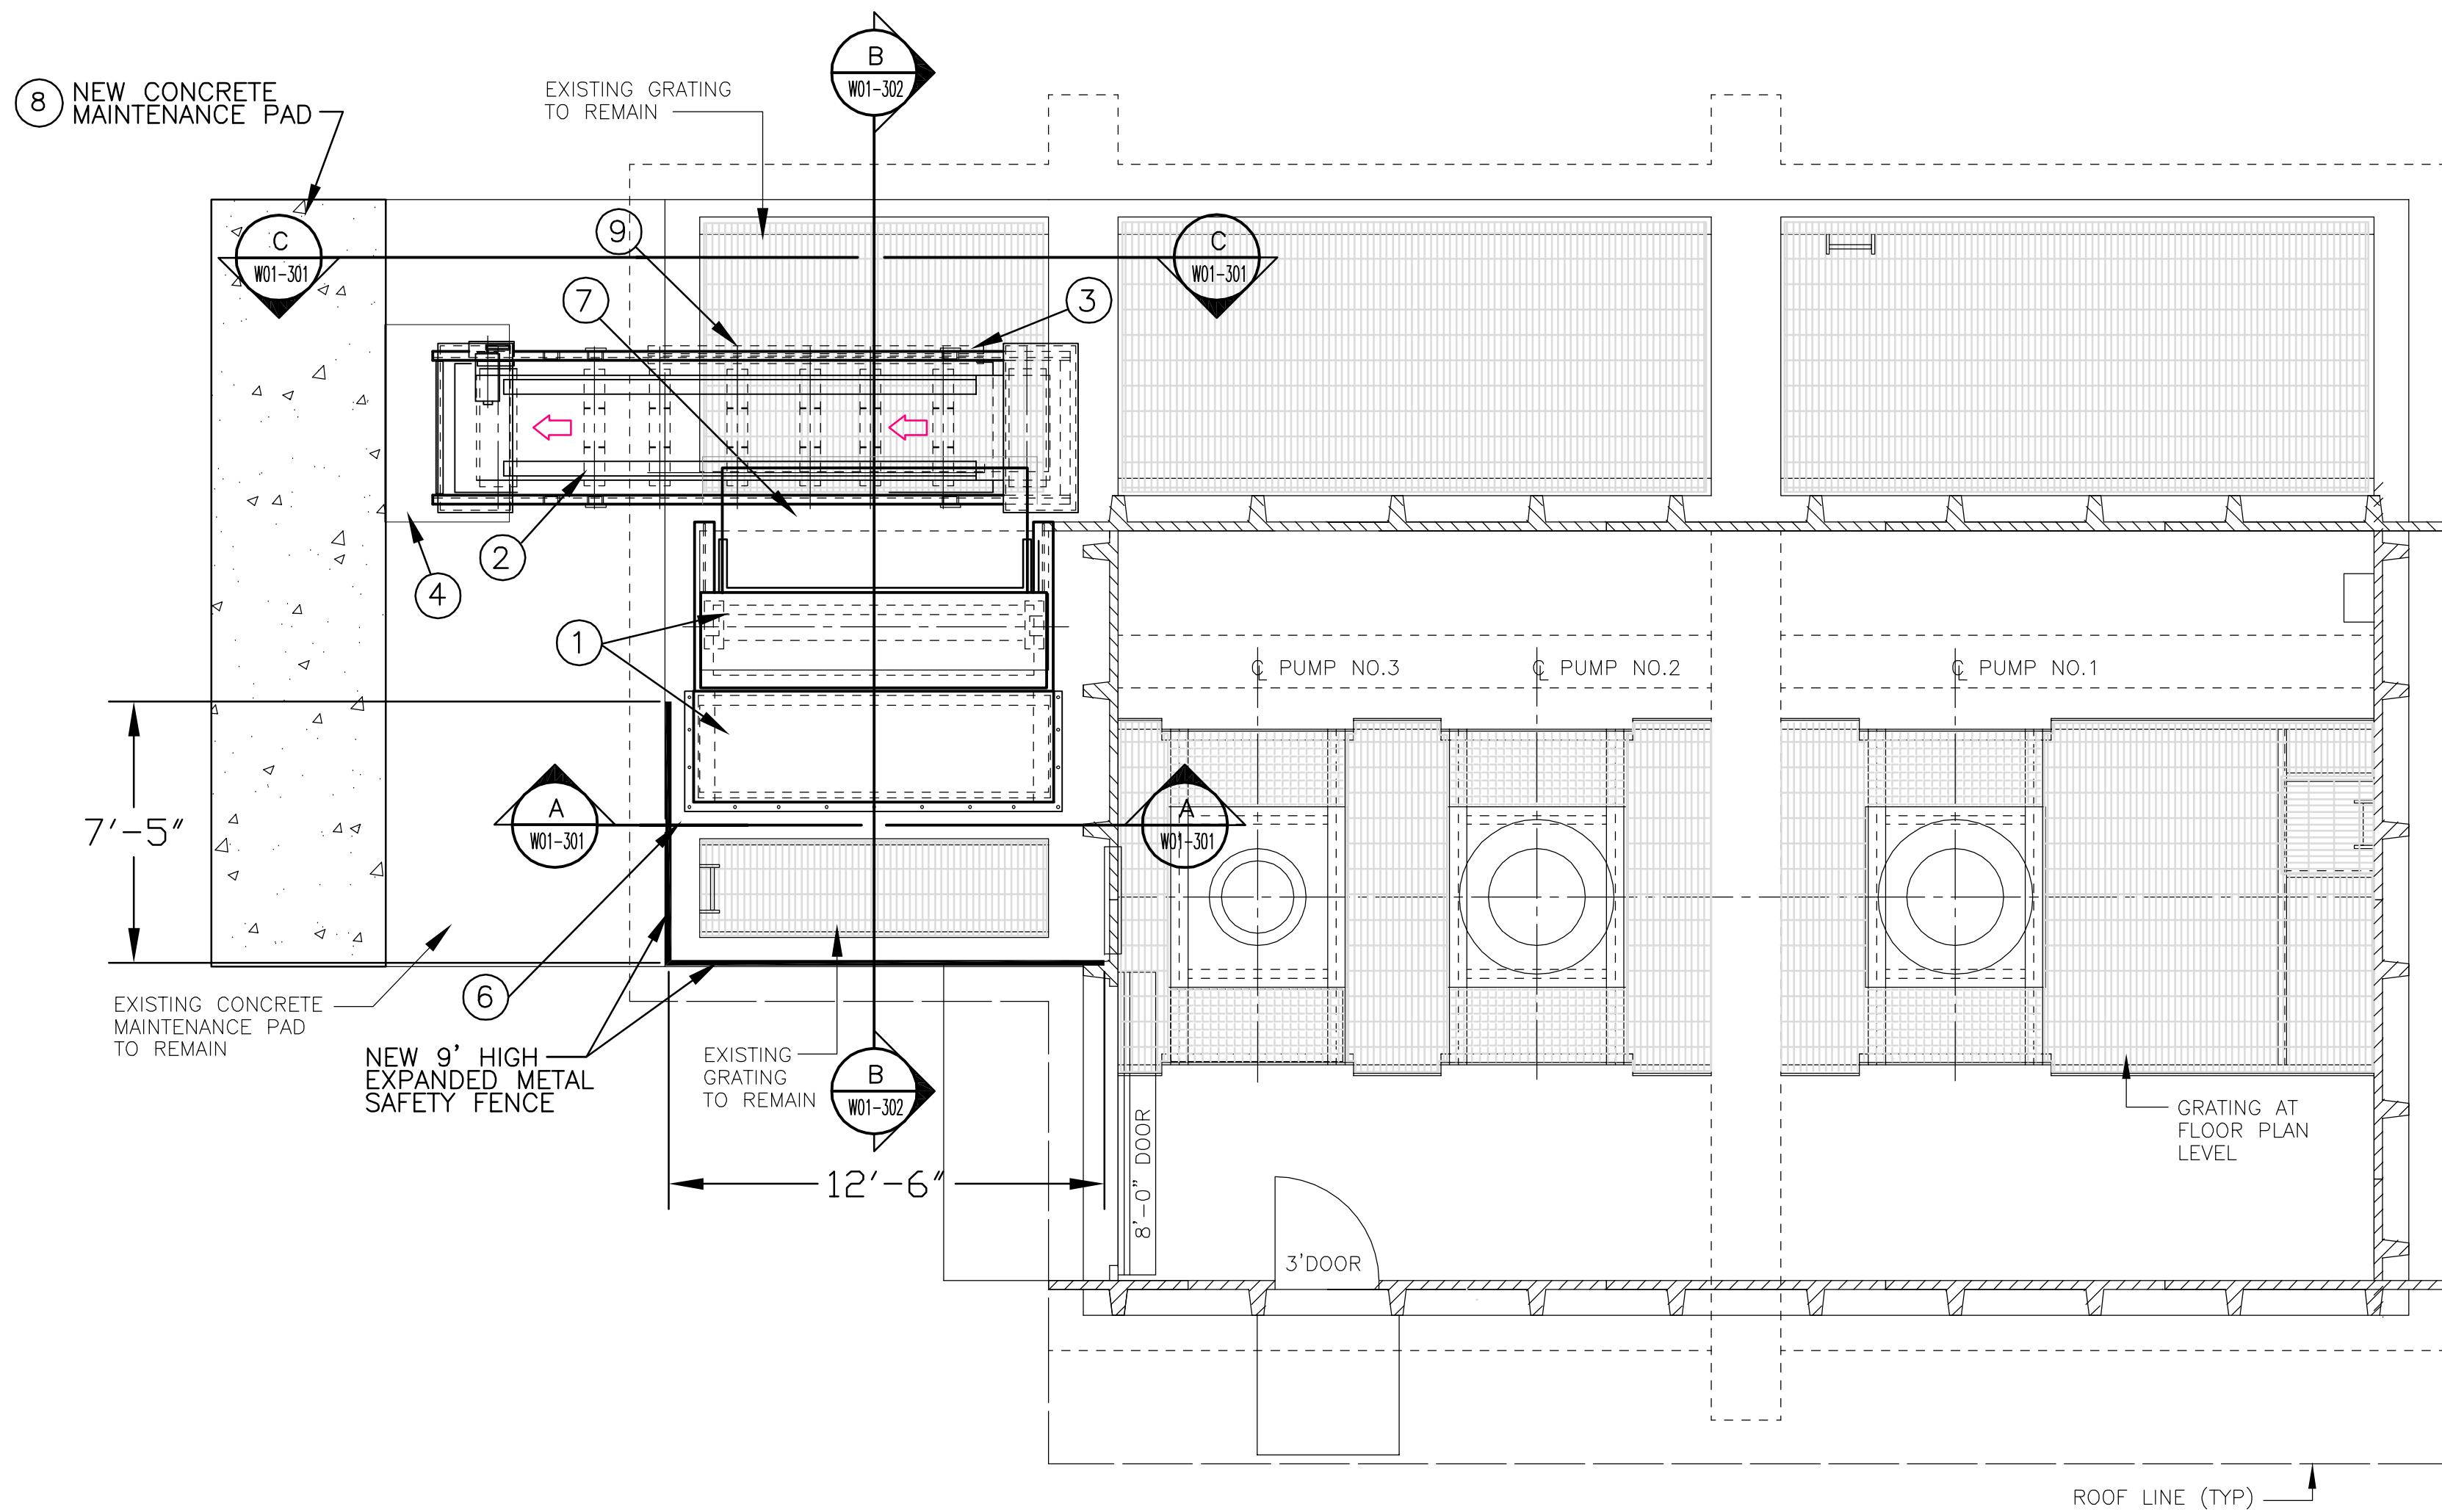 B
W01-302
8 NEW CONCRETE
MAINTENANCE PAD
EXISTING GRATING
TO REMAIN
9
C
W01-301
C
W01-301
7
3
2
4
1
℄ PUMP NO.3
℄ PUMP NO.2
℄ PUMP NO.1
7'-5"
A
W01-301
A
W01-301
6
EXISTING CONCRETE
MAINTENANCE PAD
TO REMAIN
NEW 9' HIGH
EXPANDED METAL
SAFETY FENCE
EXISTING
GRATING
TO REMAIN
B
W01-302
12'-6"
8'-0" DOOR
3'DOOR
GRATING AT
FLOOR PLAN
LEVEL
ROOF LINE (TYP)